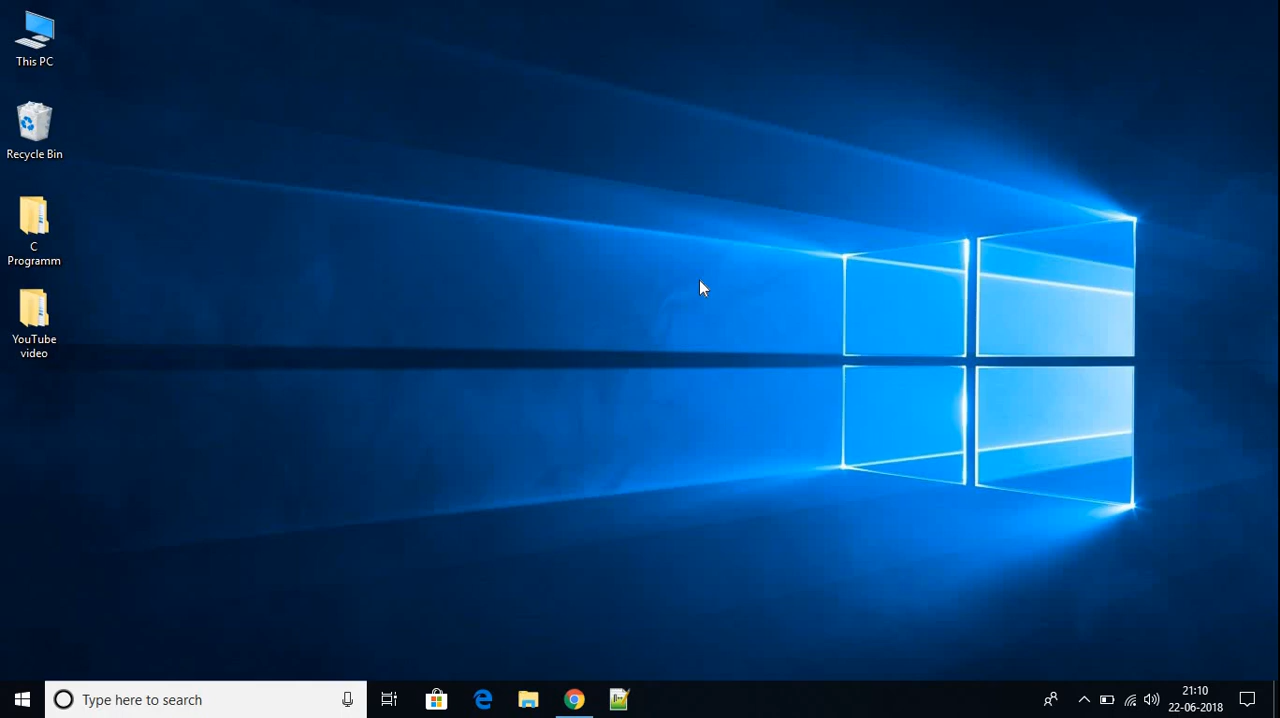 This PC
Recycle Bin
C
Programm
YouTube
video
Type here to search
21:10
22-06-2018